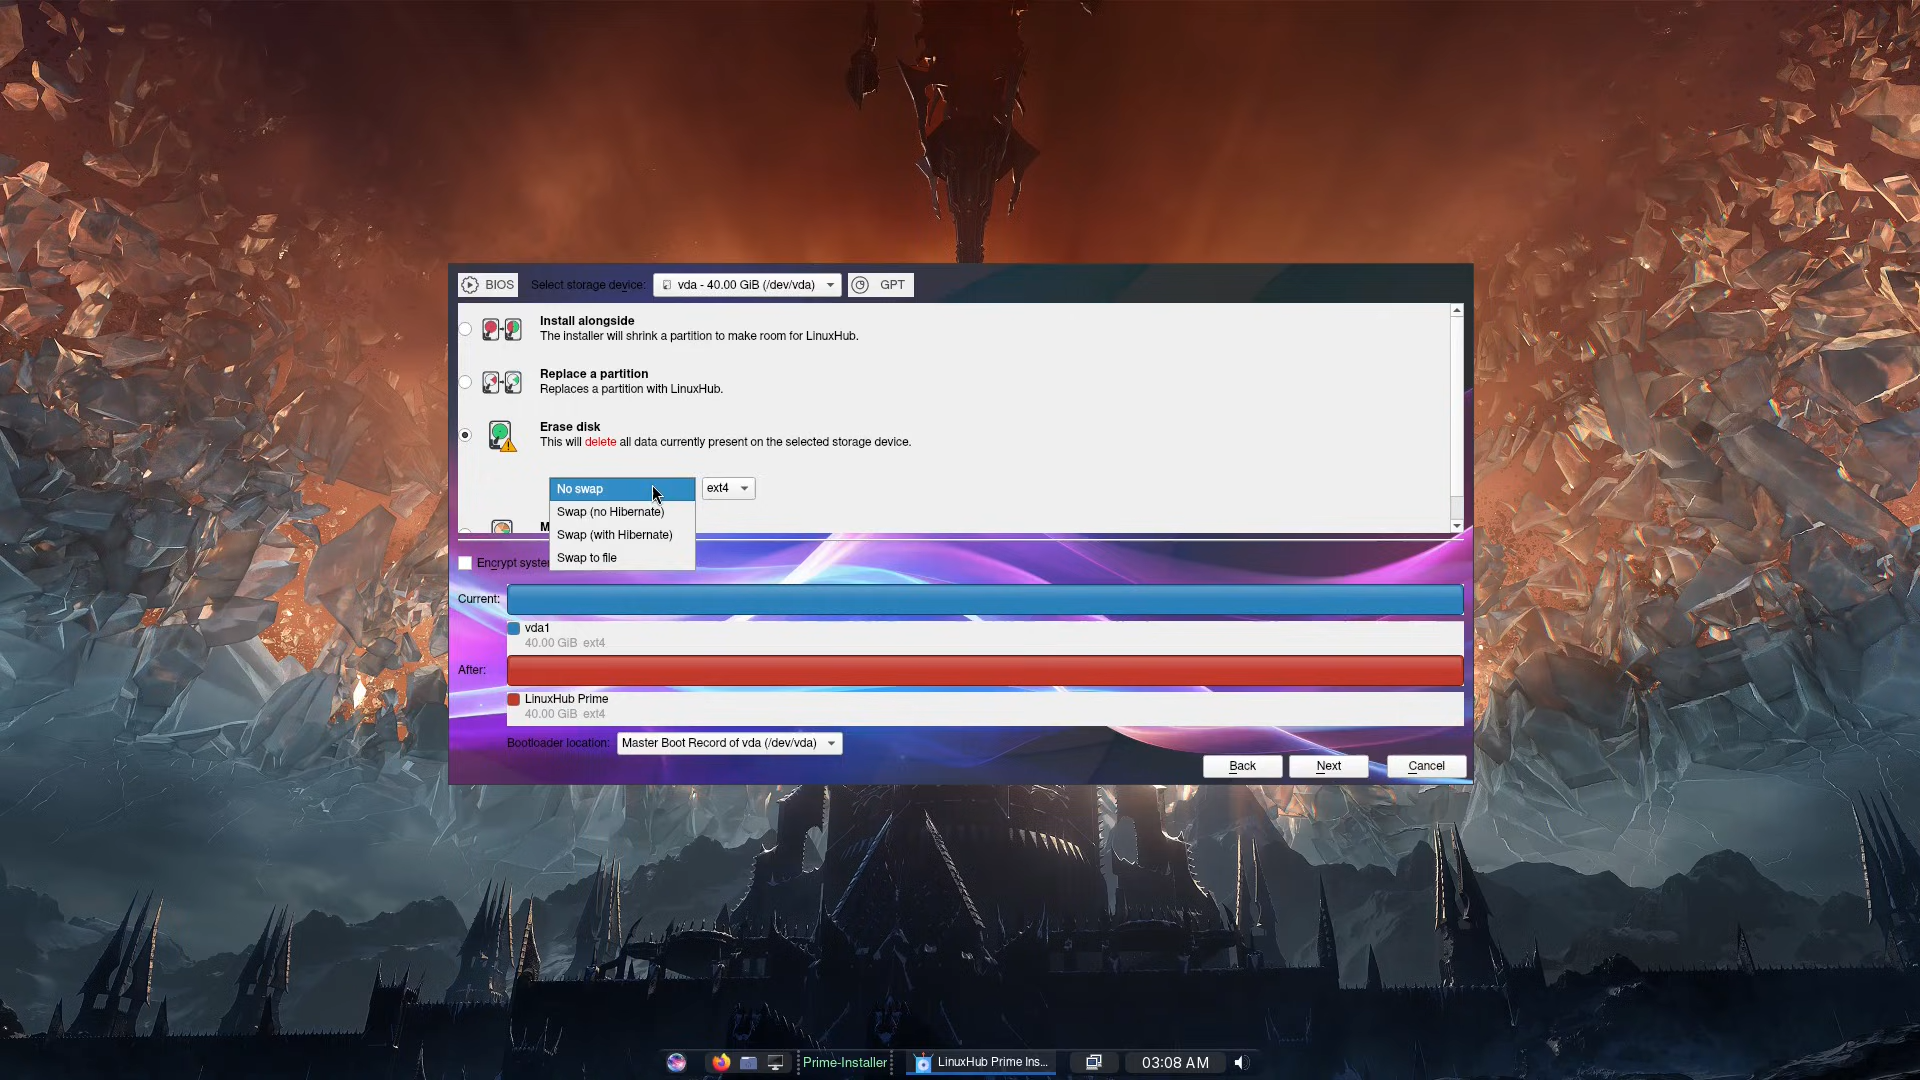 BIOS
Select storage device:
vda - 40.00 GiB (/dev/vda)
GPT
Install alongside
The installer will shrink a partition to make room for LinuxHub.
Replace a partition
Replaces a partition with LinuxHub.
Erase disk
This will delete all data currently present on the selected storage device.
No swap
ext4
Swap (no Hibernate)
M
Swap (with Hibernate)
Swap to file
Encrypt syste
Current:
vda1
40.00 GiB ext4
After:
LinuxHub Prime
40.00 GiB ext4
Bootloader location:
Master Boot Record of vda (/dev/vda)
Back
Next
Cancel
Prime-Installer
LinuxHub Prime Ins...
03:08 AM